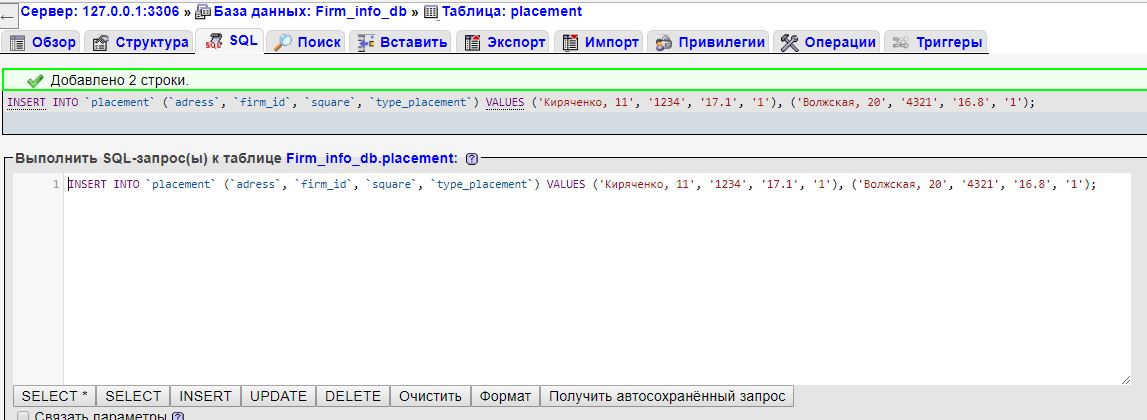 Сервер: 127.0.0.1:3306 » База данных: Firm_info_db » Таблица: placement
Обзор Структура SQL Поиск Вставить Экспорт Импорт Привилегии Операции Триггеры
Добавлено 2 строки.
INSERT INTO `placement` (`adress`, `firm_id`, `square`, `type_placement`) VALUES ('Киряченко, 11', '1234', '17.1', '1'), ('Волжская, 20', '4321', '16.8', '1');
Выполнить SQL-запрос(ы) к таблице Firm_info_db.placement:
1 INSERT INTO `placement` (`adress`, `firm_id`, `square`, `type_placement`) VALUES ('Киряченко, 11', '1234', '17.1', '1'), ('Волжская, 20', '4321', '16.8', '1');
SELECT * SELECT INSERT UPDATE DELETE Очистить Формат Получить автосохранённый запрос
Связать параметры